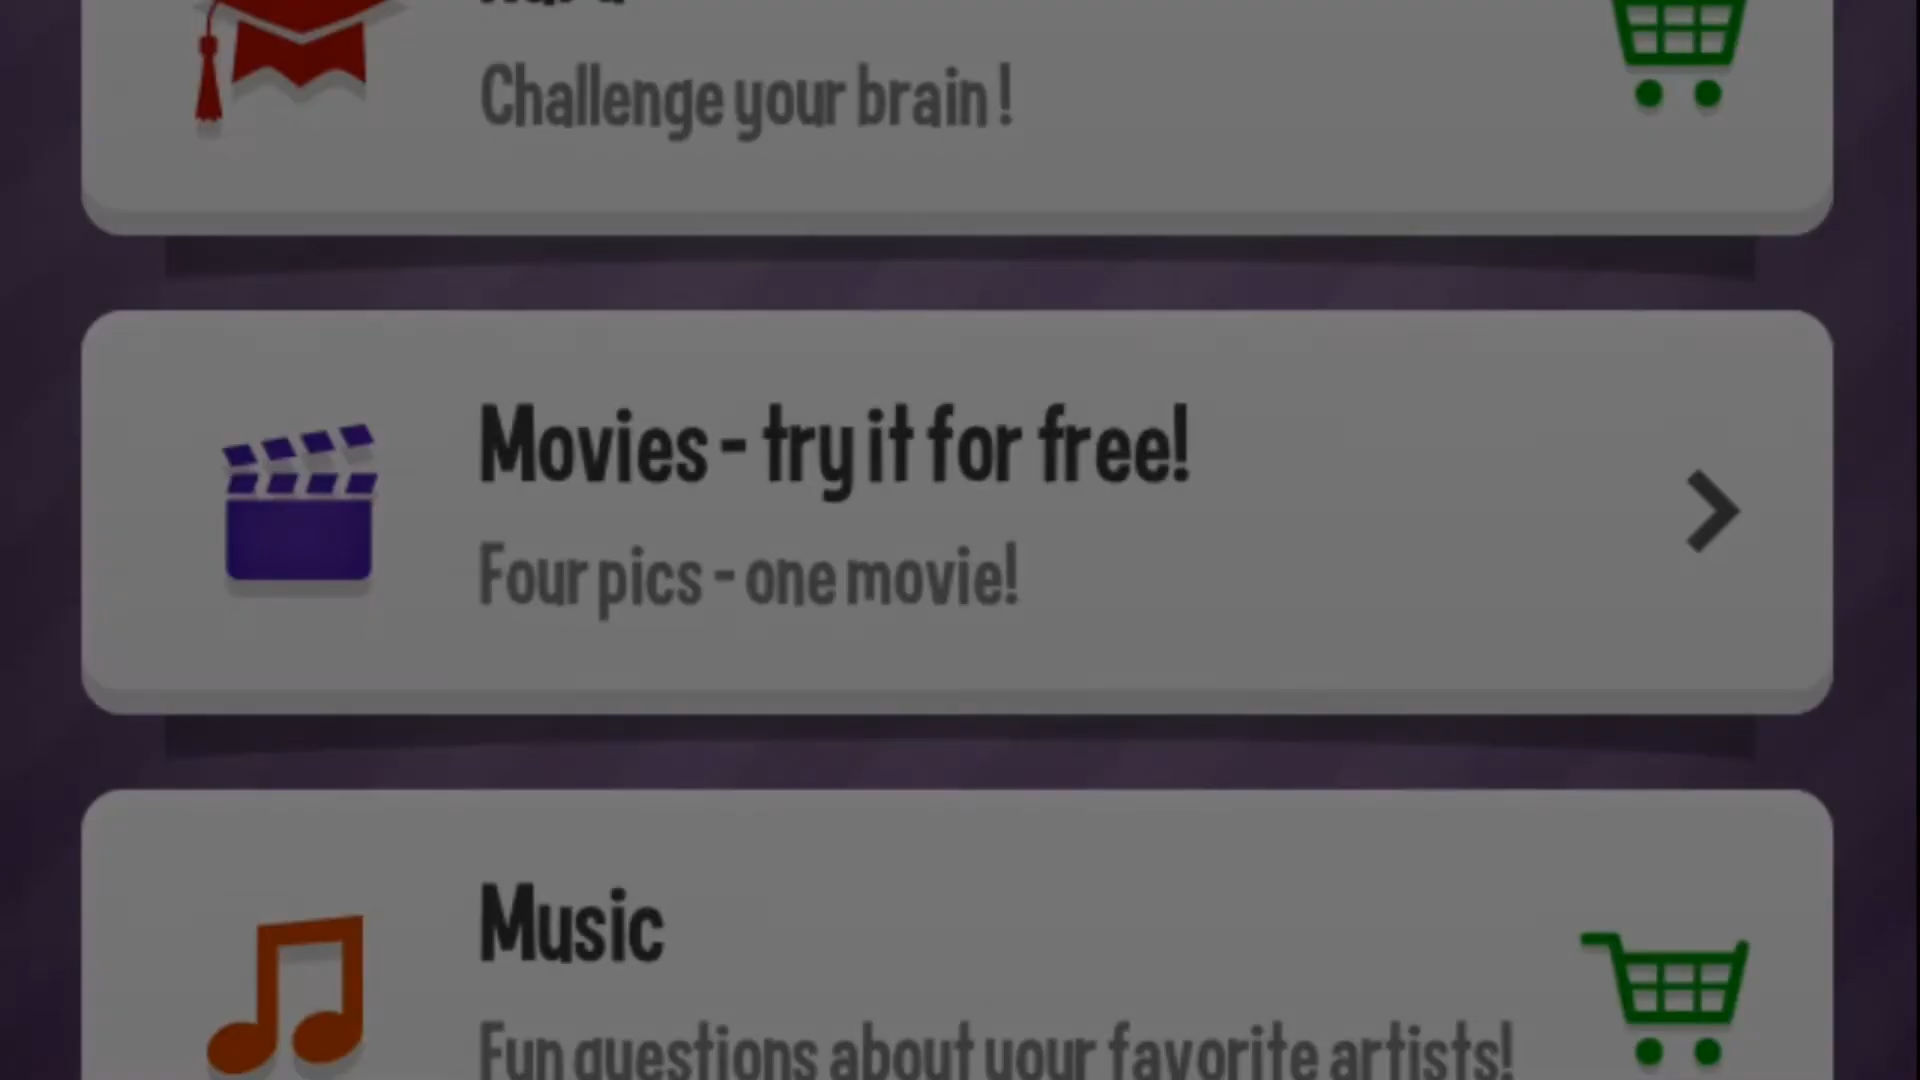 Challenge your brain !
Movies - try it for free!
Four pics - one movie!
Music
Fun questions about your favorite artists!